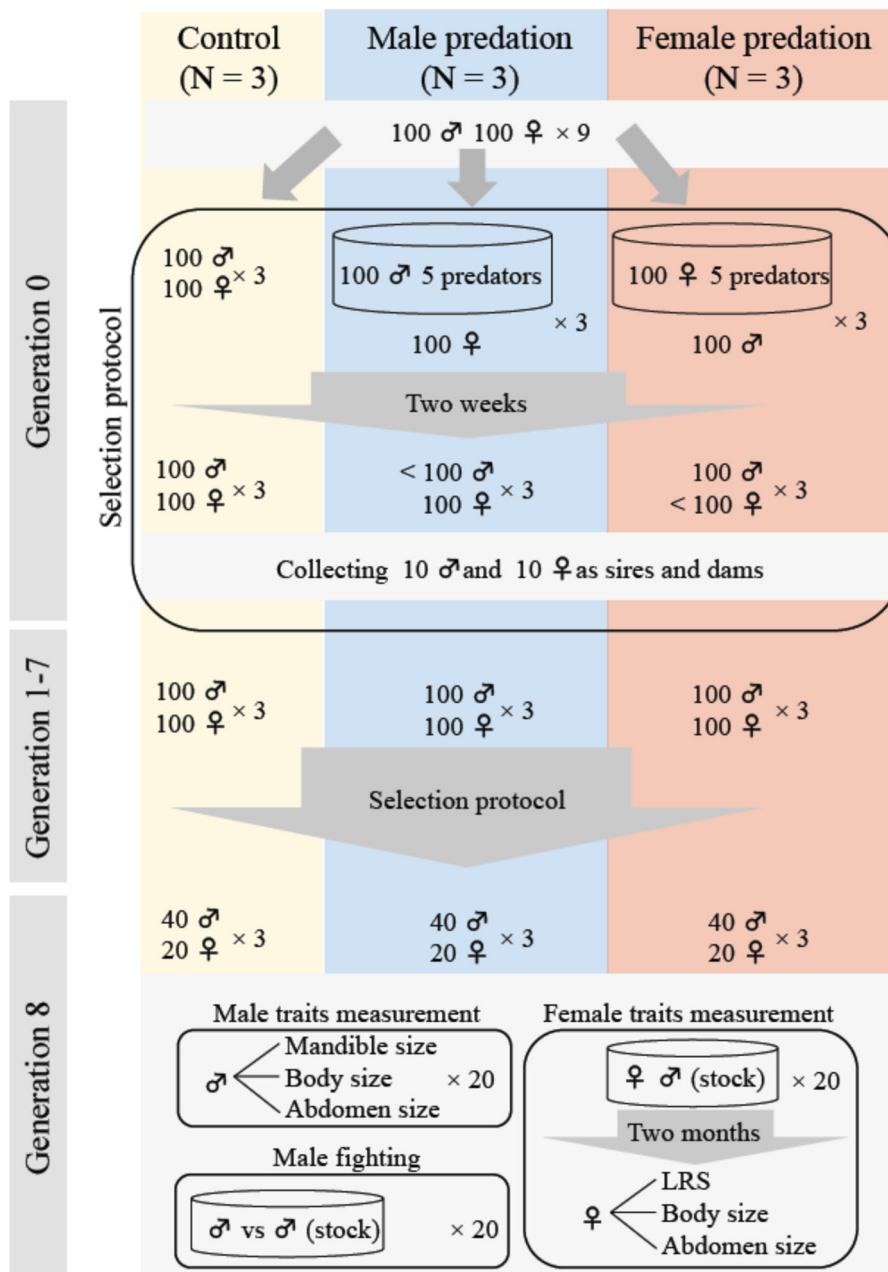 Control
(N = 3)
Male predation
(N = 3)
Female predation
(N = 3)
Generation 0
100 ♂ 100 ♀ × 9
Selection protocol
100 ♂
100 ♀ × 3
100 ♂ 5 predators
100 ♀
× 3
100 ♀ 5 predators
100 ♂
× 3
Two weeks
100 ♂
100 ♀ × 3
< 100 ♂
100 ♀ × 3
100 ♂
< 100 ♀ × 3
Collecting 10 ♂ and 10 ♀ as sires and dams
Generation 1-7
100 ♂
100 ♀ × 3
100 ♂
100 ♀ × 3
100 ♂
100 ♀ × 3
Selection protocol
Generation 8
40 ♂
20 ♀ × 3
40 ♂
20 ♀ × 3
40 ♂
20 ♀ × 3
Male traits measurement
♂
Mandible size
Body size
Abdomen size
× 20
Male fighting
♂ vs ♂ (stock)
× 20
Female traits measurement
♀ ♂ (stock)
× 20
Two months
♀
LRS
Body size
Abdomen size